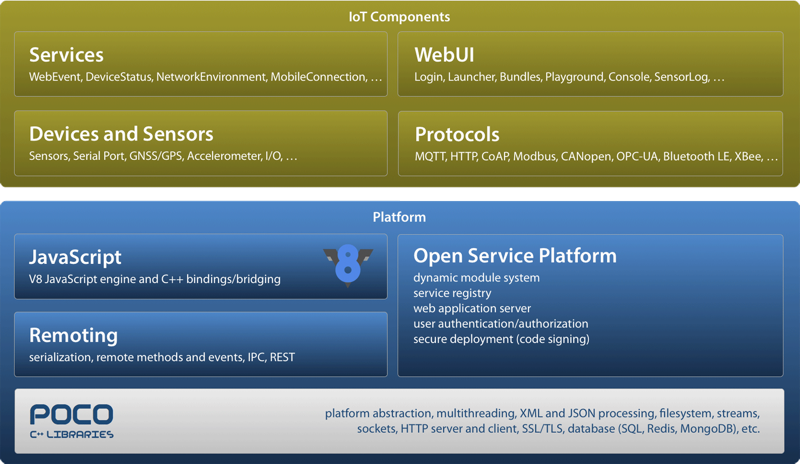 IoT Components
Services
WebEvent, DeviceStatus, NetworkEnvironment, MobileConnection, …
WebUI
Login, Launcher, Bundles, Playground, Console, SensorLog, …
Devices and Sensors
Sensors, Serial Port, GNSS/GPS, Accelerometer, I/O, …
Protocols
MQTT, HTTP, CoAP, Modbus, CANopen, OPC-UA, Bluetooth LE, XBee, …
Platform
JavaScript
V8 JavaScript engine and C++ bindings/bridging
8
Remoting
serialization, remote methods and events, IPC, REST
Open Service Platform
dynamic module system
service registry
web application server
user authentication/authorization
secure deployment (code signing)
POCO
C++ LIBRARIES
platform abstraction, multithreading, XML and JSON processing, filesystem, streams,
sockets, HTTP server and client, SSL/TLS, database (SQL, Redis, MongoDB), etc.